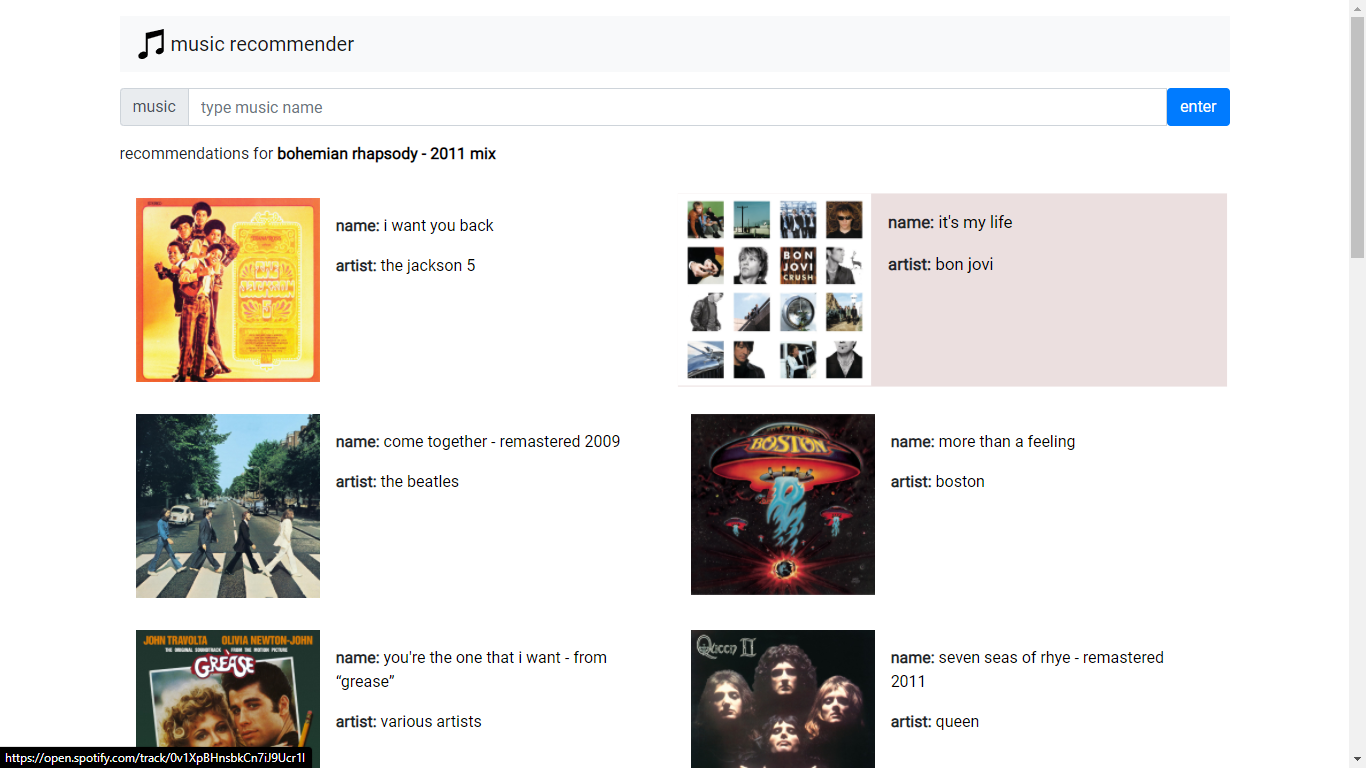 music recommender
music type music name enter
recommendations for bohemian rhapsody - 2011 mix
name: i want you back
artist: the jackson 5
BON
JOVI
CRUSH
name: it's my life
artist: bon jovi
name: come together - remastered 2009
artist: the beatles
BOSTON
name: more than a feeling
artist: boston
JOHN TRAVOLTA OLIVIA NEWTON-JOHN
THE ORIGINAL SOUNDTRACK FROM THE MOTION PICTURE
GREASE
name: you're the one that i want - from
“grease”
artist: various artists
Queen II
name: seven seas of rhye - remastered
2011
artist: queen
https://open.spotify.com/track/0v1XpBHnsbkCn7iJ9Ucr1l